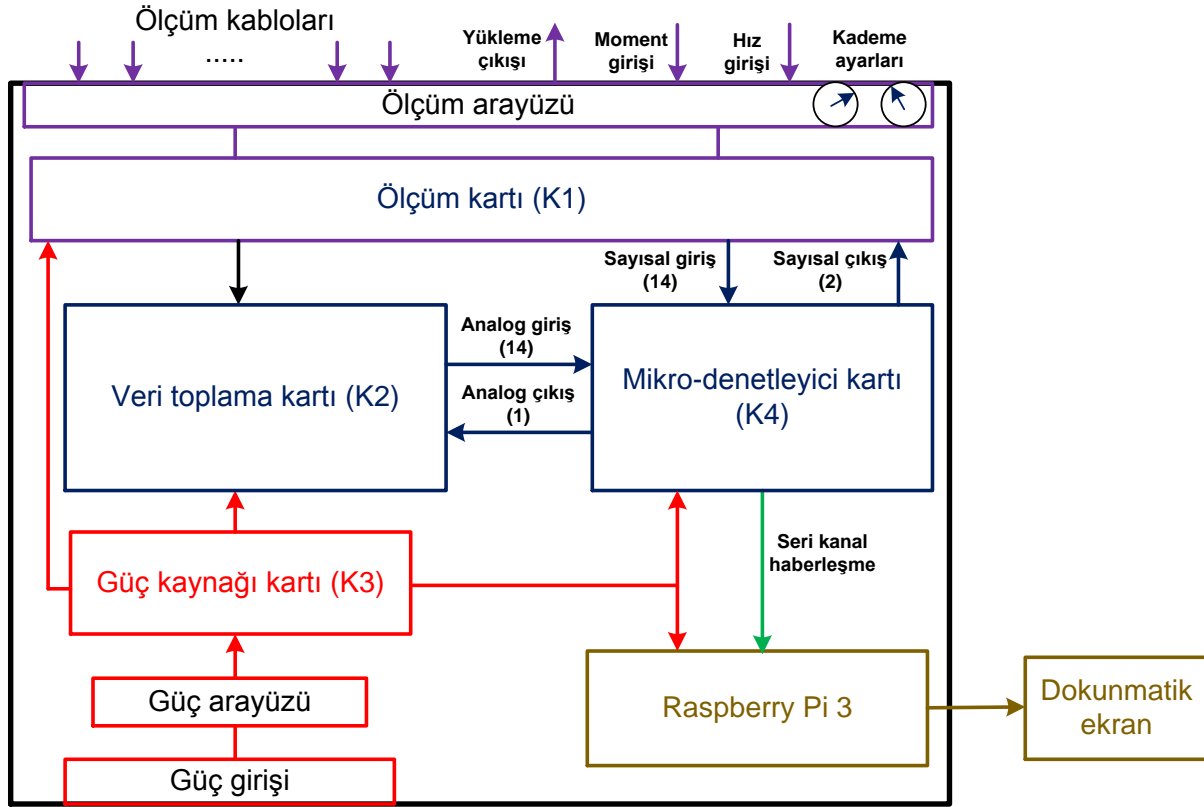 Ölçüm kabloları
.....
Yükleme
çıkışı
Moment
girişi
Hız
girişi
Kademe
ayarları
Ölçüm arayüzü
Ölçüm kartı (K1)
Sayısal giriş
(14)
Sayısal çıkış
(2)
Veri toplama kartı (K2)
Analog giriş
(14)
Analog çıkış
(1)
Mikro-denetleyici kartı
(K4)
Güç kaynağı kartı (K3)
Seri kanal
haberleşme
Güç arayüzü
Güç girişi
Raspberry Pi 3
Dokunmatik
ekran